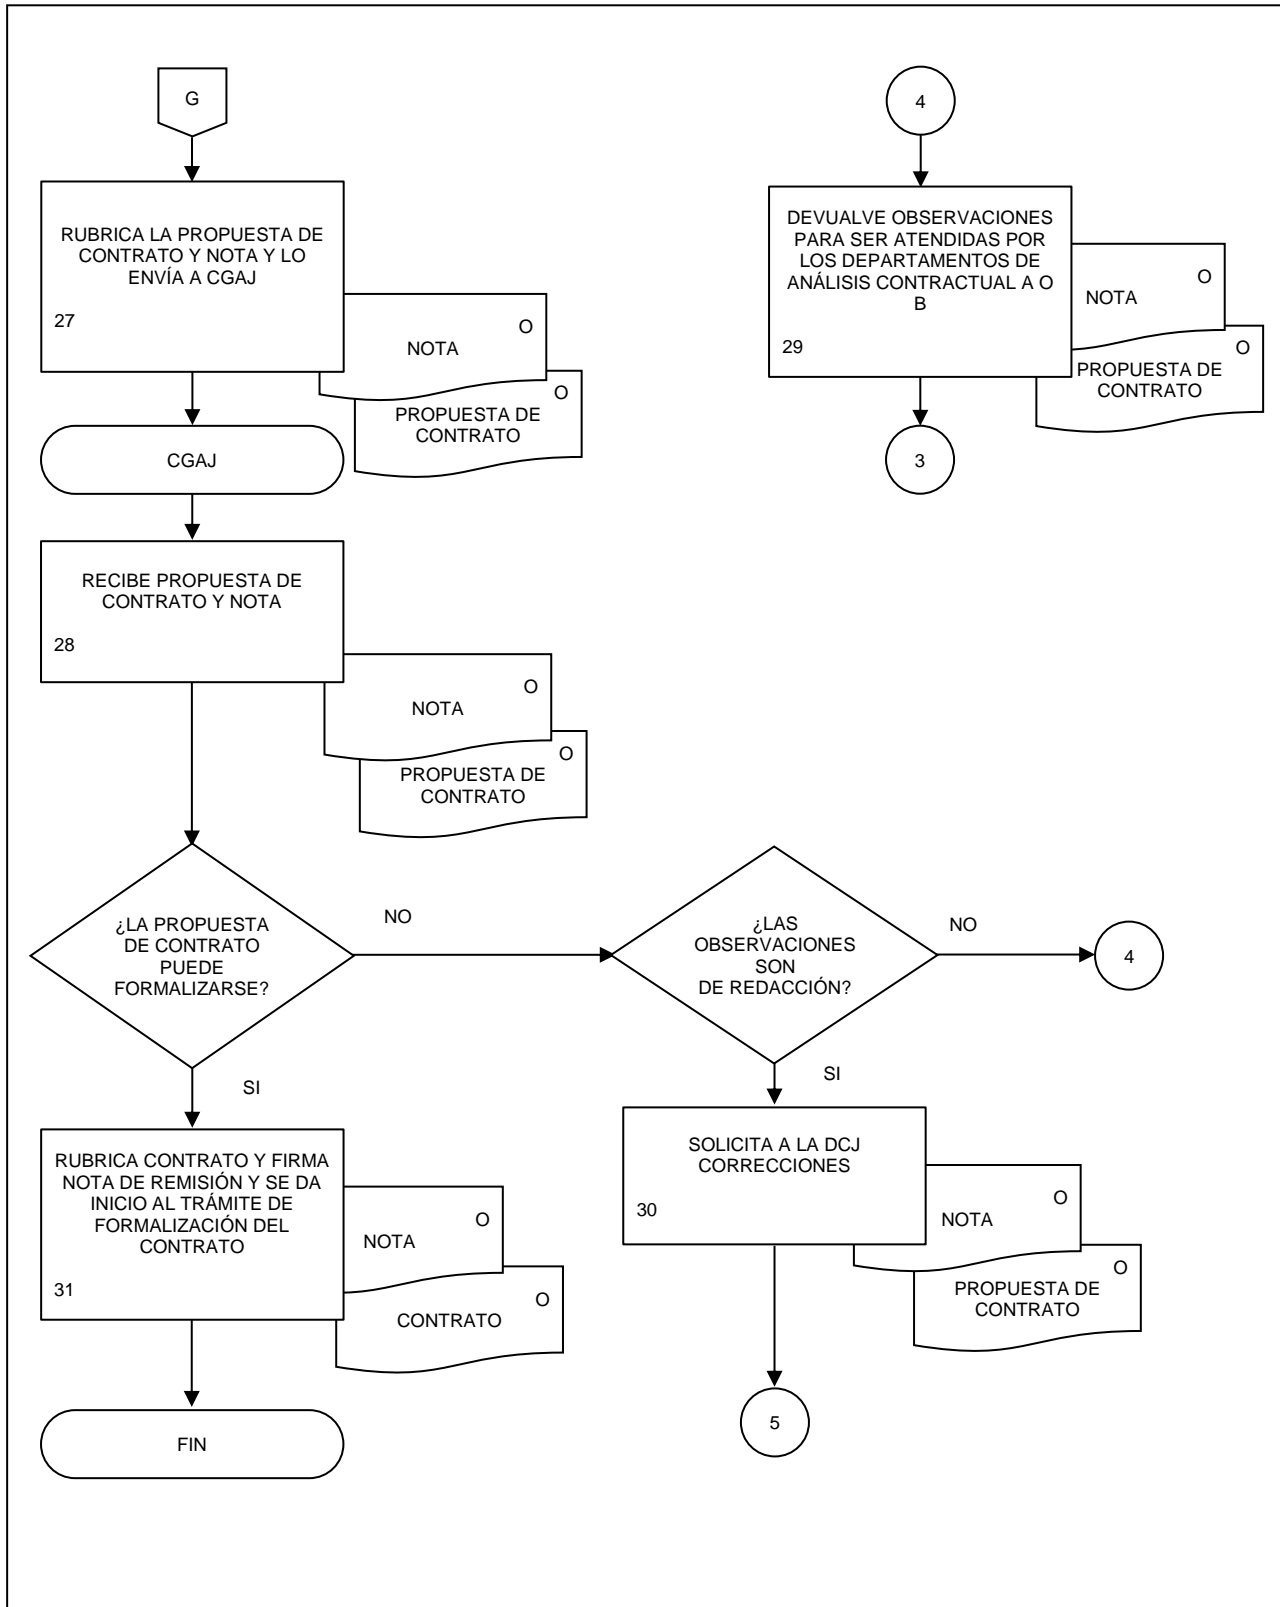 G
RUBRICA LA PROPUESTA DE
CONTRATO Y NOTA Y LO
ENVÍA A CGAJ
27
NOTA
O
PROPUESTA DE
CONTRATO
O
CGAJ
RECIBE PROPUESTA DE
CONTRATO Y NOTA
28
NOTA
O
PROPUESTA DE
CONTRATO
O
¿LA PROPUESTA
DE CONTRATO
PUEDE
FORMALIZARSE?
NO
SI
RUBRICA CONTRATO Y FIRMA
NOTA DE REMISIÓN Y SE DA
INICIO AL TRÁMITE DE
FORMALIZACIÓN DEL
CONTRATO
31
NOTA
O
CONTRATO
O
FIN
4
DEVUALVE OBSERVACIONES
PARA SER ATENDIDAS POR
LOS DEPARTAMENTOS DE
ANÁLISIS CONTRACTUAL A O
B
29
NOTA
O
PROPUESTA DE
CONTRATO
O
3
¿LAS
OBSERVACIONES
SON
DE REDACCIÓN?
NO
4
SI
SOLICITA A LA DCJ
CORRECCIONES
30
NOTA
O
PROPUESTA DE
CONTRATO
O
5